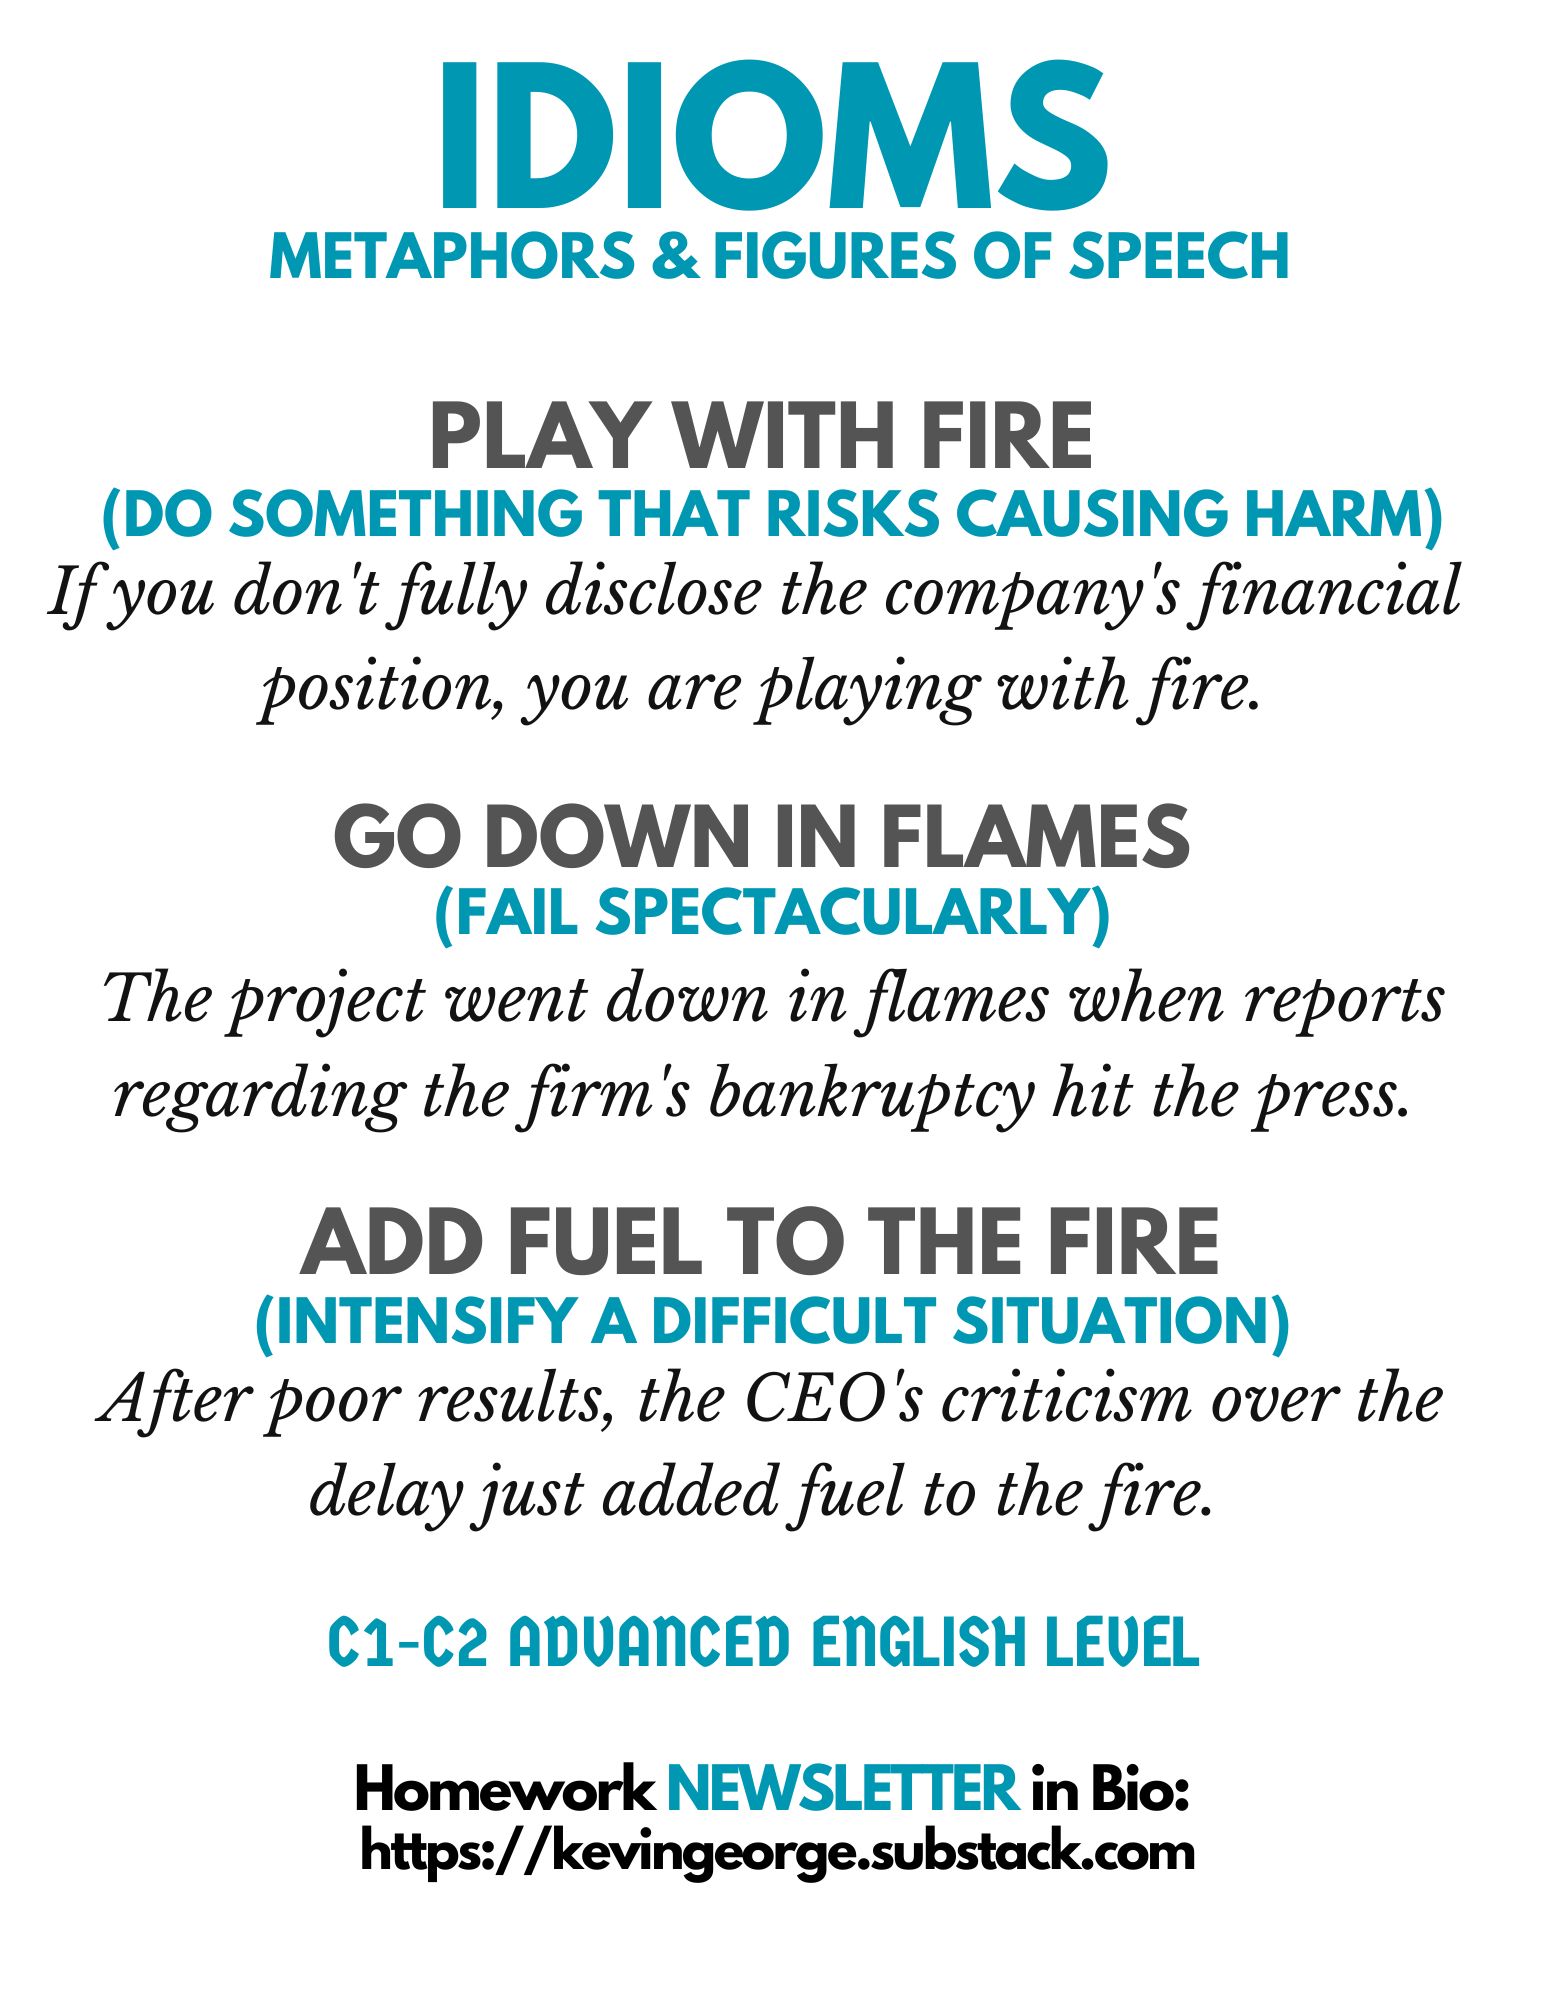 IDIOMS
METAPHORS & FIGURES OF SPEECH
PLAY WITH FIRE
(DO SOMETHING THAT RISKS CAUSING HARM)
If you don't fully disclose the company's financial
position, you are playing with fire.
GO DOWN IN FLAMES
(FAIL SPECTACULARLY)
The project went down in flames when reports
regarding the firm's bankruptcy hit the press.
ADD FUEL TO THE FIRE
(INTENSIFY A DIFFICULT SITUATION)
After poor results, the CEO's criticism over the
delay just added fuel to the fire.
C1-C2 ADVANCED ENGLISH LEVEL
Homework NEWSLETTER in Bio:
https://kevingeorge.substack.com